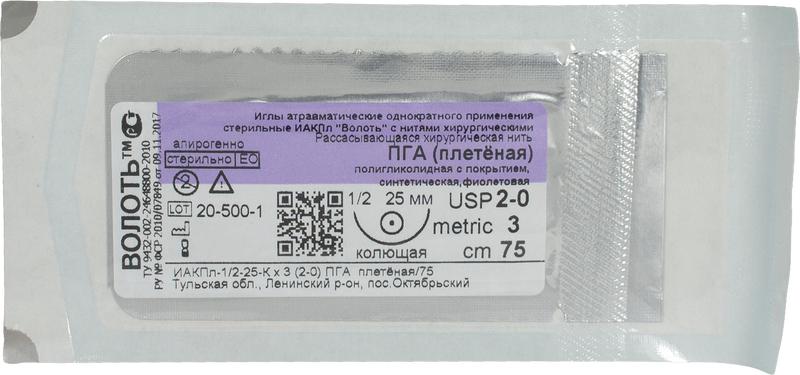 ВОЛОТЬ™
ТУ 9432-002-24648800-2010
РУ № ФСР 2010/07849 от 09.11.2017
Иглы атравматические однократного применения
стерильные ИАКПл "Волоть" с нитями хирургическими
Рассасывающаяся хирургическая нить
ПГА (плетёная)
полигликолидная с покрытием,
синтетическая,фиолетовая
апирогенно
стерильно EO
2
LOT 20-500-1
1/2 25 мм
колющая
USP 2-0
metric 3
cm 75
ИАКПл-1/2-25-К х 3 (2-0) ПГА плетёная/75
Тульская обл., Ленинский р-он, пос.Октябрьский